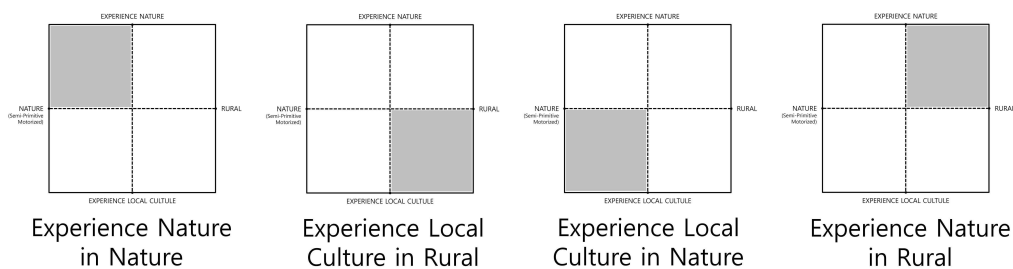 EXPERIENCE NATURE
NATURE
(Semi-Primitive
Motorized)
RURAL
EXPERIENCE LOCAL CULTULE
Experience Nature
in Nature
EXPERIENCE NATURE
NATURE
(Semi-Primitive
Motorized)
RURAL
EXPERIENCE LOCAL CULTULE
Experience Local
Culture in Rural
EXPERIENCE NATURE
NATURE
(Semi-Primitive
Motorized)
RURAL
EXPERIENCE LOCAL CULTULE
Experience Local
Culture in Nature
EXPERIENCE NATURE
NATURE
(Semi-Primitive
Motorized)
RURAL
EXPERIENCE LOCAL CULTULE
Experience Nature
in Rural